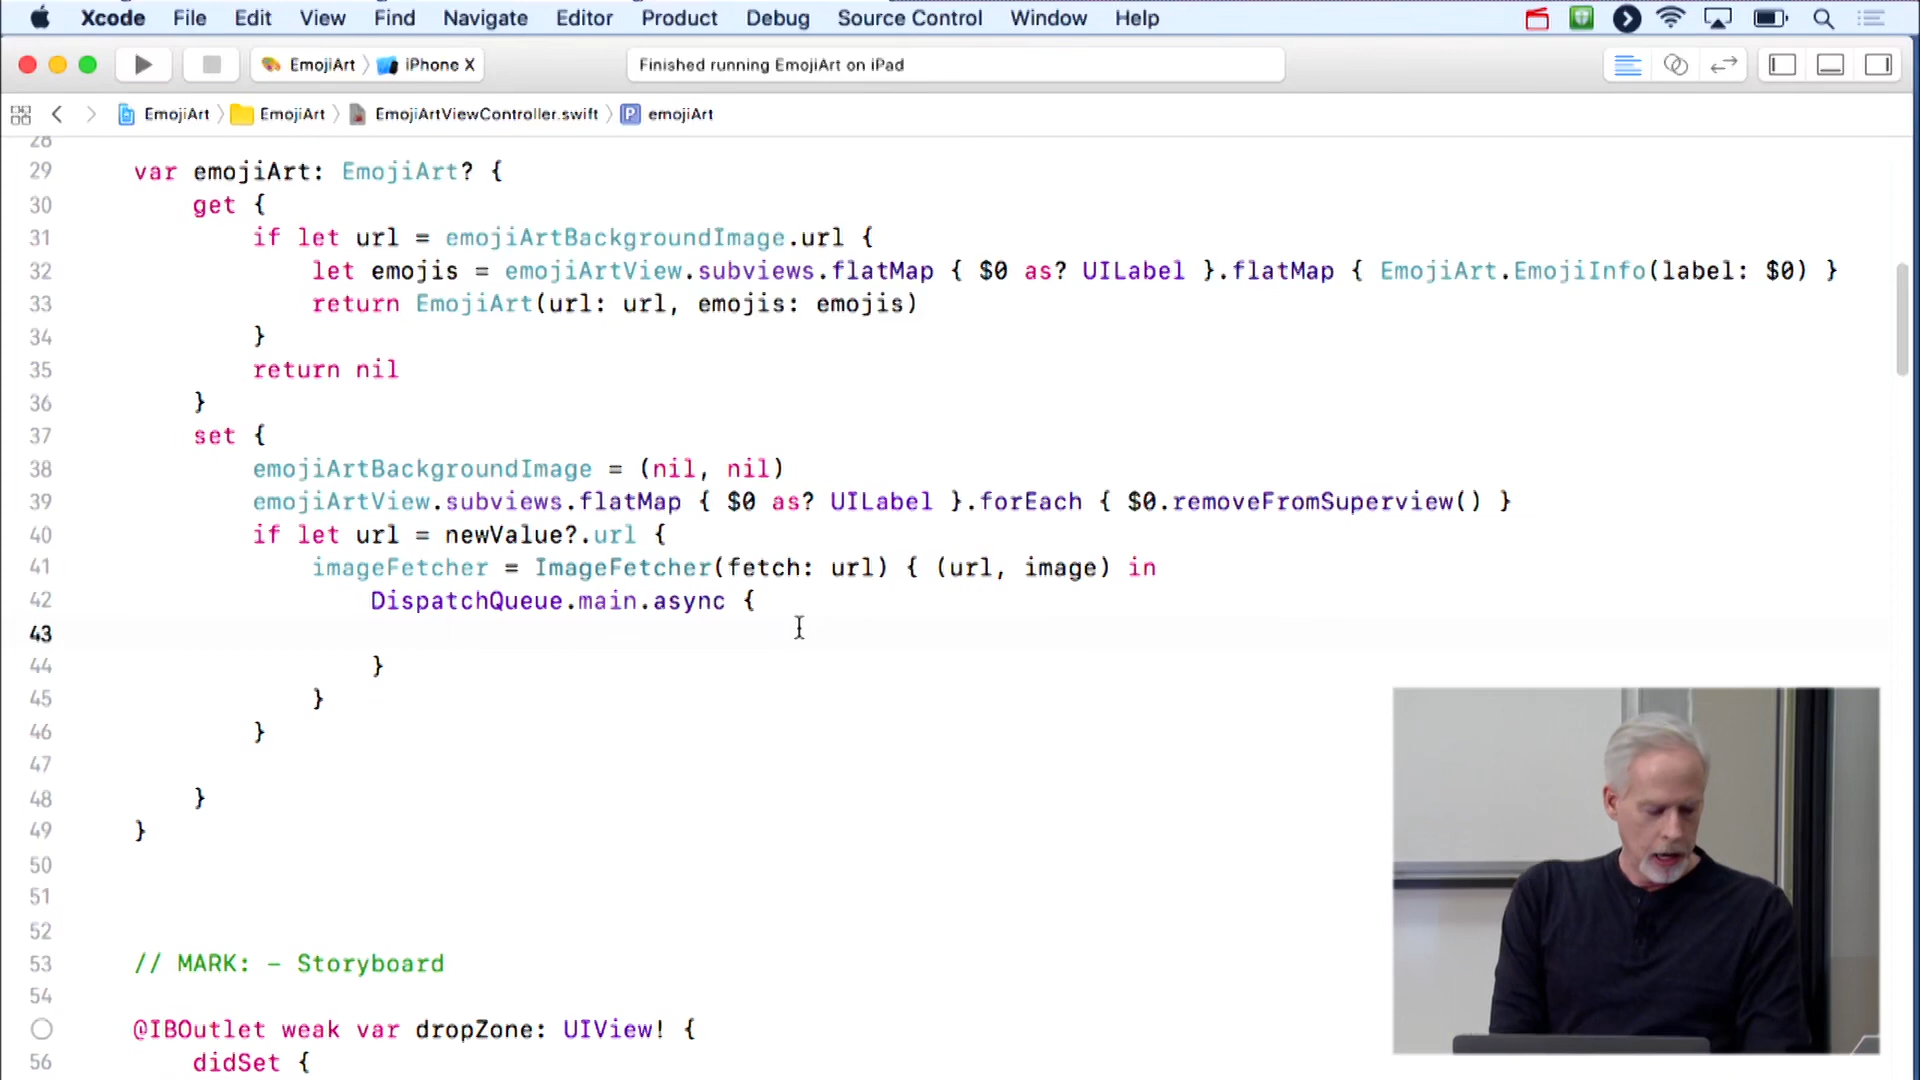 Xcode File Edit View Find Navigate Editor Product Debug Source Control Window Help
EmojiArt iPhone X Finished running EmojiArt on iPad
EmojiArt EmojiArt EmojiArtViewController.swift P emojiArt
28
29 var emojiArt: EmojiArt? {
30 get {
31 if let url = emojiArtBackgroundImage.url {
32 let emojis = emojiArtView.subviews.flatMap { $0 as? UILabel }.flatMap { EmojiArt.EmojiInfo(label: $0) }
33 return EmojiArt(url: url, emojis: emojis)
34 }
35 return nil
36 }
37 set {
38 emojiArtBackgroundImage = (nil, nil)
39 emojiArtView.subviews.flatMap { $0 as? UILabel }.forEach { $0.removeFromSuperview() }
40 if let url = newValue?.url {
41 imageFetcher = ImageFetcher(fetch: url) { (url, image) in
42 DispatchQueue.main.async {
43
44 }
45 }
46 }
47
48 }
49 }
50
51
52
53 // MARK: - Storyboard
54
@IBOutlet weak var dropZone: UIView! {
56 didSet {